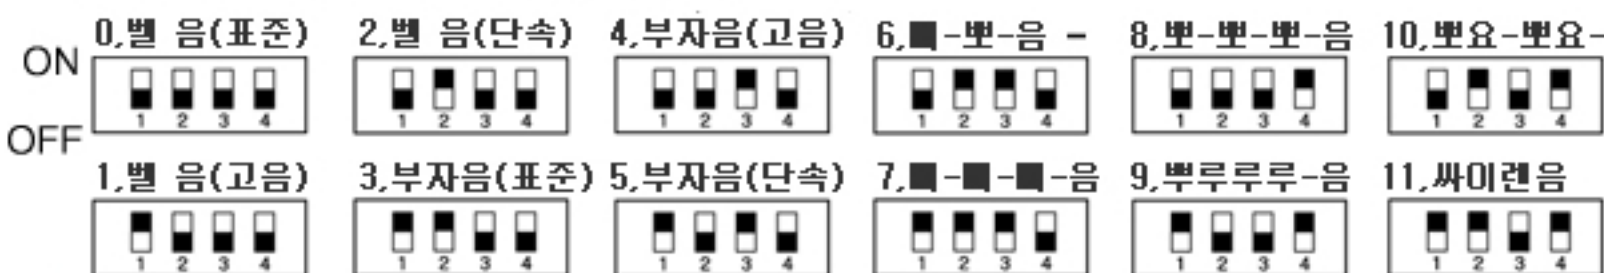 0,벨 음(표준) 2,벨 음(단속) 4,부자음(고음) 6,■-뽀-음 - 8,뽀-뽀-뽀-음 10,뽀요-뽀요-
ON
1 2 3 4 1 2 3 4 1 2 3 4 1 2 3 4 1 2 3 4 1 2 3 4
OFF
1,벨 음(고음) 3,부자음(표준) 5,부자음(단속) 7,■-■-■-음 9,뿌루루루-음 11,싸이렌음
1 2 3 4 1 2 3 4 1 2 3 4 1 2 3 4 1 2 3 4 1 2 3 4